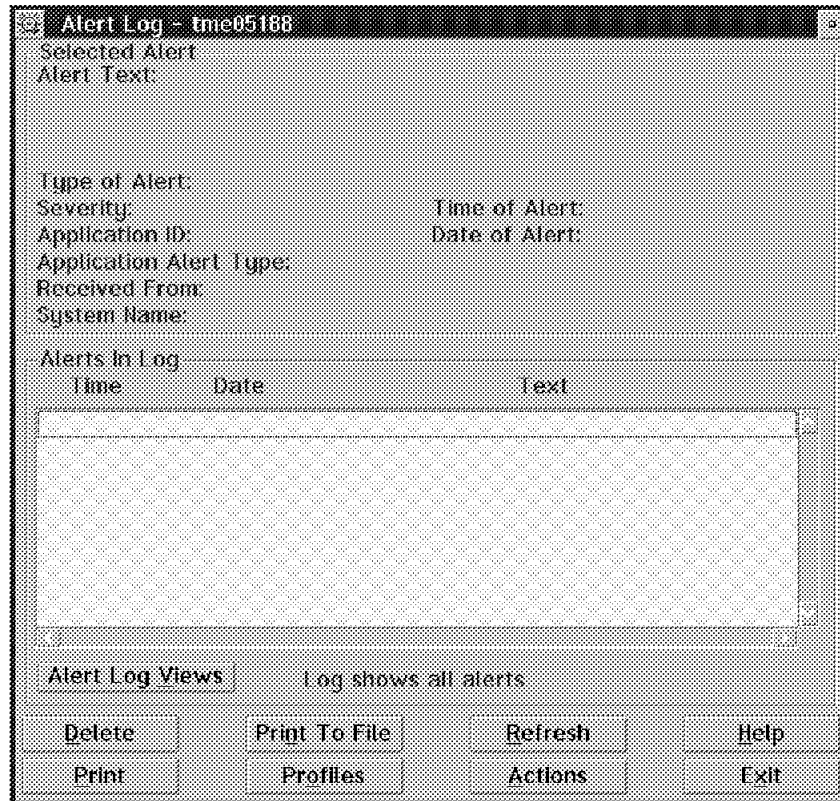 Alert Log - tme05188
Selected Alert
Alert Text:
Type of Alert:
Severity: Time of Alert:
Application ID: Date of Alert:
Application Alert Type:
Received From:
System Name:
Alerts In Log
Time Date Text
Alert Log Views Log shows all alerts
Delete Print To File Refresh Help
Print Profiles Actions Exit